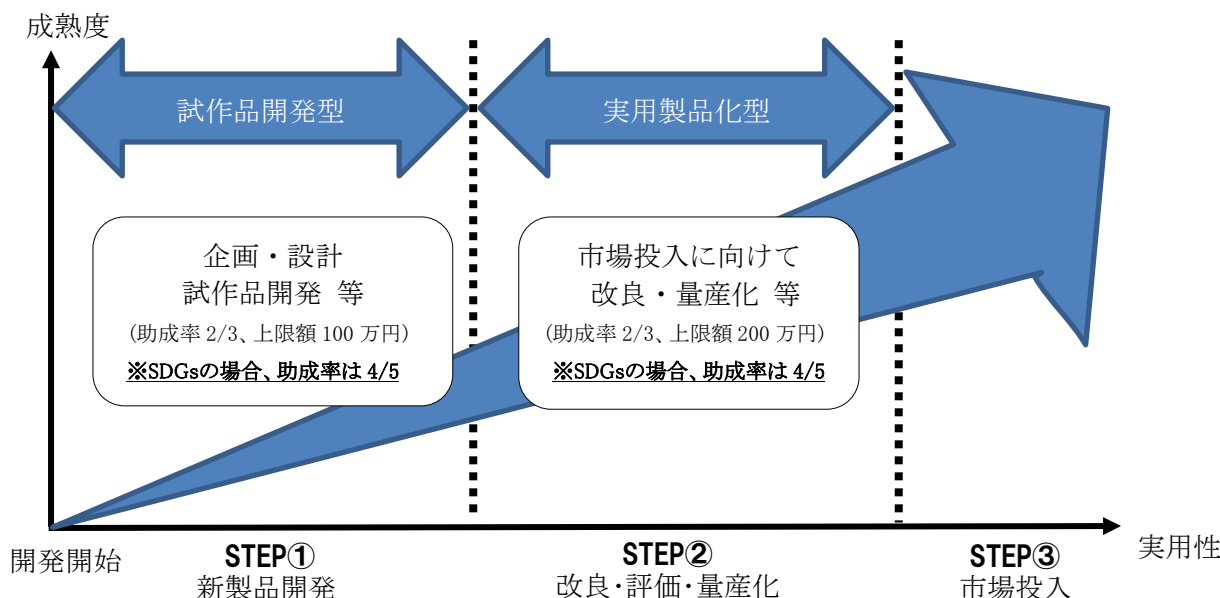 成熟度
試作品開発型
実用製品化型
企画・設計
試作品開発 等
(助成率 2/3、上限額 100 万円)
※SDGsの場合、助成率は 4/5
市場投入に向けて
改良・量産化 等
(助成率 2/3、上限額 200 万円)
※SDGsの場合、助成率は 4/5
開発開始
STEP①
新製品開発
STEP②
改良・評価・量産化
STEP③
市場投入
実用性